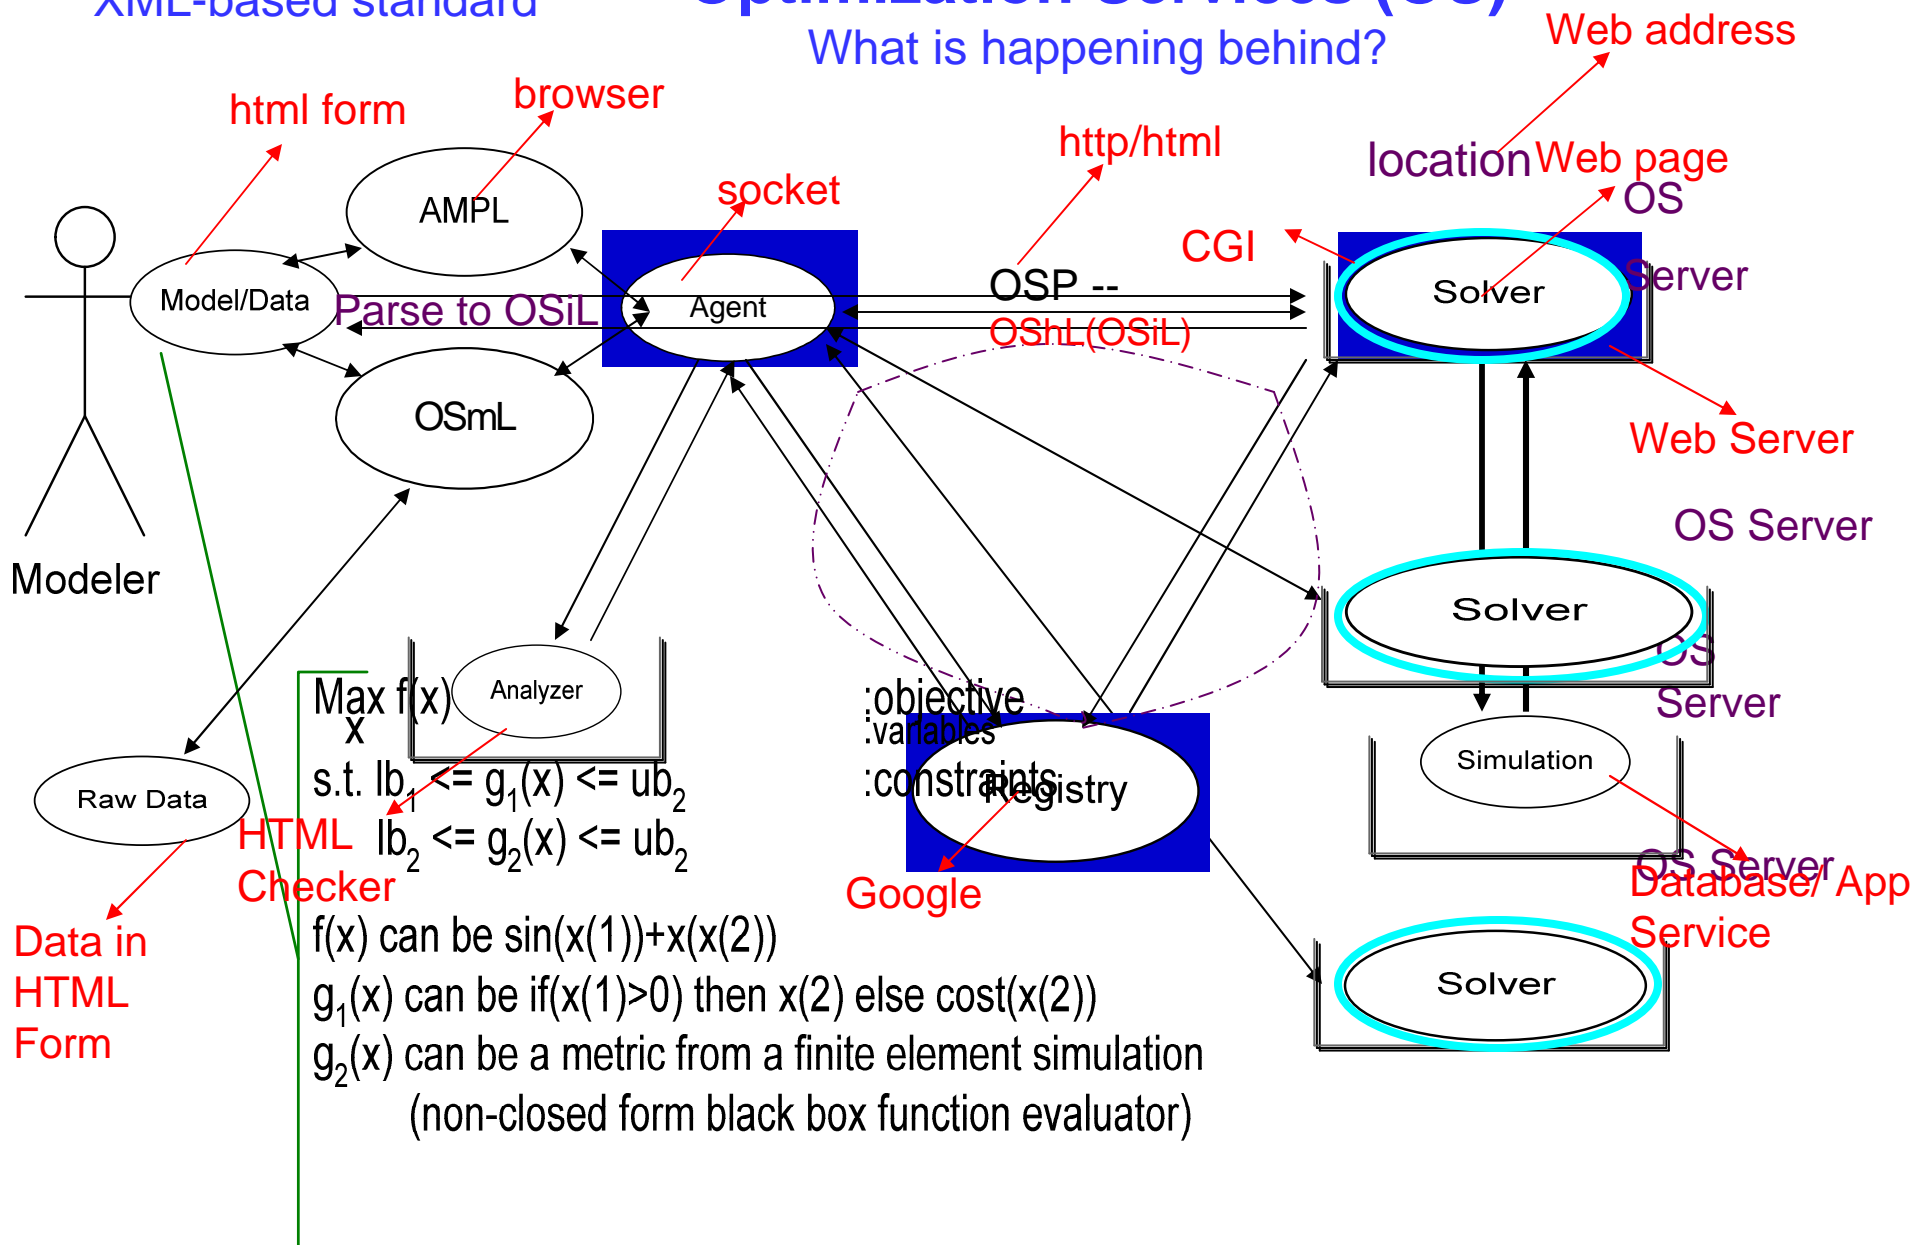 XML-based standard
Optimization Services (OS)
What is happening behind?
Web address
html form
browser
http/html
location
Web page
socket
OS
Server
AMPL
CGI
Model/Data
Parse to OSiL
Agent
OSP --
OShL(OSiL)
Solver
OSmL
Web Server
OS Server
Modeler
Solver
OS
Server
Analyzer
Max f(x) :objective
x :variables
s.t. lb1 <= g1(x) <= ub2 :constraints
lb2 <= g2(x) <= ub2
Registry
Simulation
Raw Data
HTML
Checker
Google
OS Server
Database/ App
Service
Data in
HTML
Form
f(x) can be sin(x(1))+x(x(2))
g1(x) can be if(x(1)>0) then x(2) else cost(x(2))
g2(x) can be a metric from a finite element simulation
(non-closed form black box function evaluator)
Solver